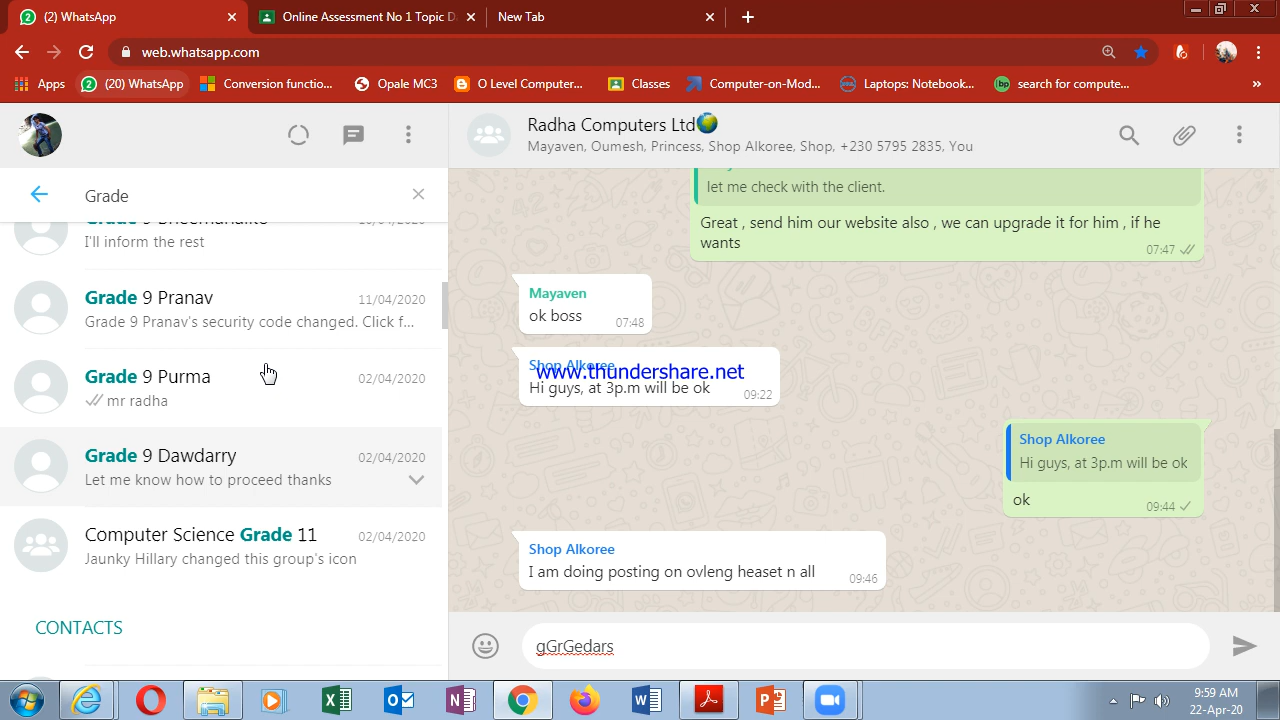 (2) WhatsApp
Online Assessment No 1 Topic D
New Tab
web.whatsapp.com
Apps
(20) WhatsApp
Conversion functio...
Opale MC3
O Level Computer...
Classes
Computer-on-Mod...
Laptops: Notebook...
search for compute...
»
Radha Computers Ltd
Mayaven, Oumesh, Princess, Shop Alkoree, Shop, +230 5795 2835, You
Grade
I'll inform the rest
Grade 9 Pranav
11/04/2020
Grade 9 Pranav's security code changed. Click f...
Grade 9 Purma
02/04/2020
mr radha
Grade 9 Dawdarry
02/04/2020
Let me know how to proceed thanks
Computer Science Grade 11
02/04/2020
Jaunky Hillary changed this group's icon
CONTACTS
let me check with the client.
Great , send him our website also , we can upgrade it for him , if he
wants
07:47
Mayaven
ok boss
07:48
Shop Alkoree
www.thundershare.net
Hi guys, at 3p.m will be ok
09:22
Shop Alkoree
Hi guys, at 3p.m will be ok
ok
09:44
Shop Alkoree
I am doing posting on ovleng heaset n all
09:46
gGrGedars
9:59 AM
22-Apr-20